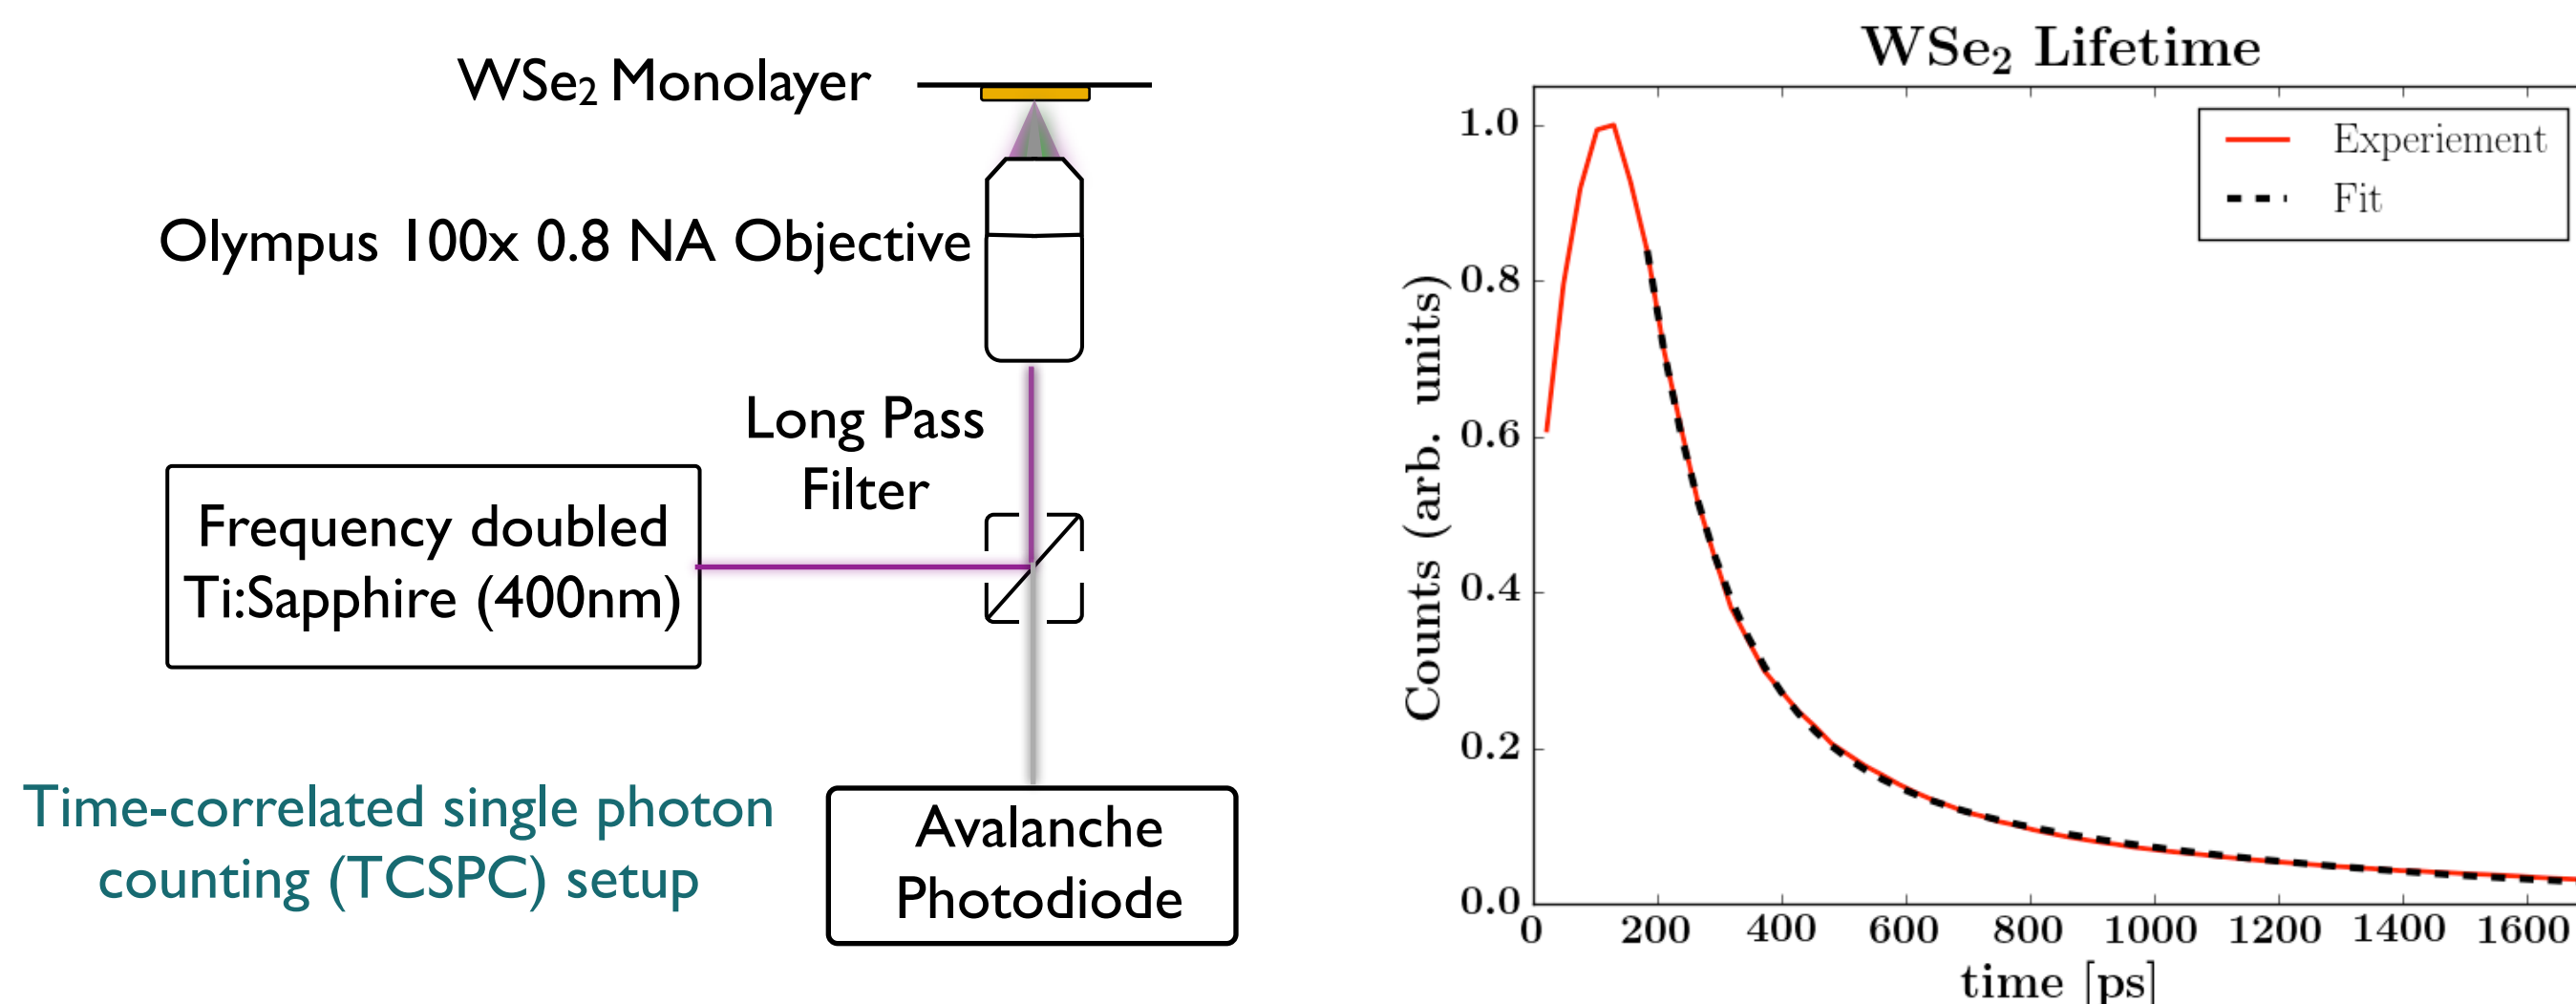 WSe₂ Monolayer
Olympus 100x 0.8 NA Objective
Long Pass
Filter
Frequency doubled
Ti:Sapphire (400nm)
Time-correlated single photon
counting (TCSPC) setup
Avalanche
Photodiode
WSe₂ Lifetime
Experiement
Fit
Counts (arb. units)
1.0
0.8
0.6
0.4
0.2
0.0
0 200 400 600 800 1000 1200 1400 1600
time [ps]